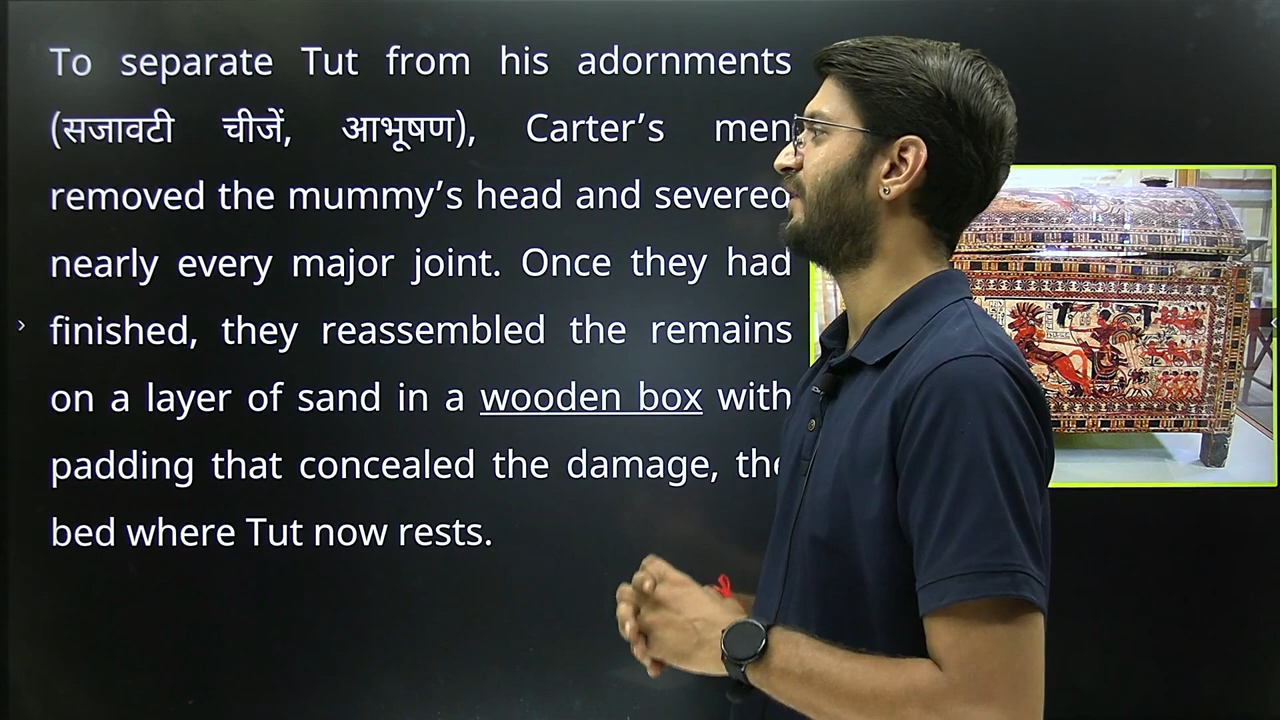 To separate Tut from his adornments
(सजावटी चीजें, आभूषण), Carter’s men
removed the mummy’s head and severed
nearly every major joint. Once they had
finished, they reassembled the remains
on a layer of sand in a wooden box with
padding that concealed the damage, the
bed where Tut now rests.